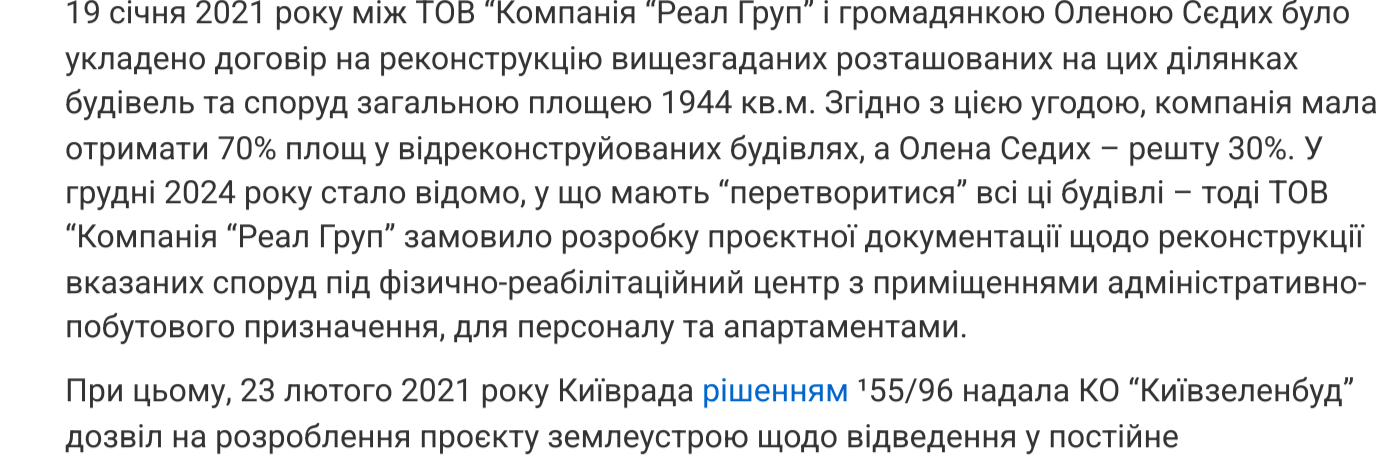 19 січня 2021 року між ТОВ “Компанія “Реал Груп” і громадянкою Оленою Сєдих було
укладено договір на реконструкцію вищезгаданих розташованих на цих ділянках
будівель та споруд загальною площею 1944 кв.м. Згідно з цією угодою, компанія мала
отримати 70% площ у відреконструйованих будівлях, а Олена Седих – решту 30%. У
грудні 2024 року стало відомо, у що мають “перетворитися” всі ці будівлі – тоді ТОВ
“Компанія “Реал Груп” замовило розробку проєктної документації щодо реконструкції
вказаних споруд під фізично-реабілітаційний центр з приміщеннями адміністративно-
побутового призначення, для персоналу та апартаментами.
При цьому, 23 лютого 2021 року Київрада рішенням ¹55/96 надала КО “Київзеленбуд”
дозвіл на розроблення проєкту землеустрою щодо відведення у постійне